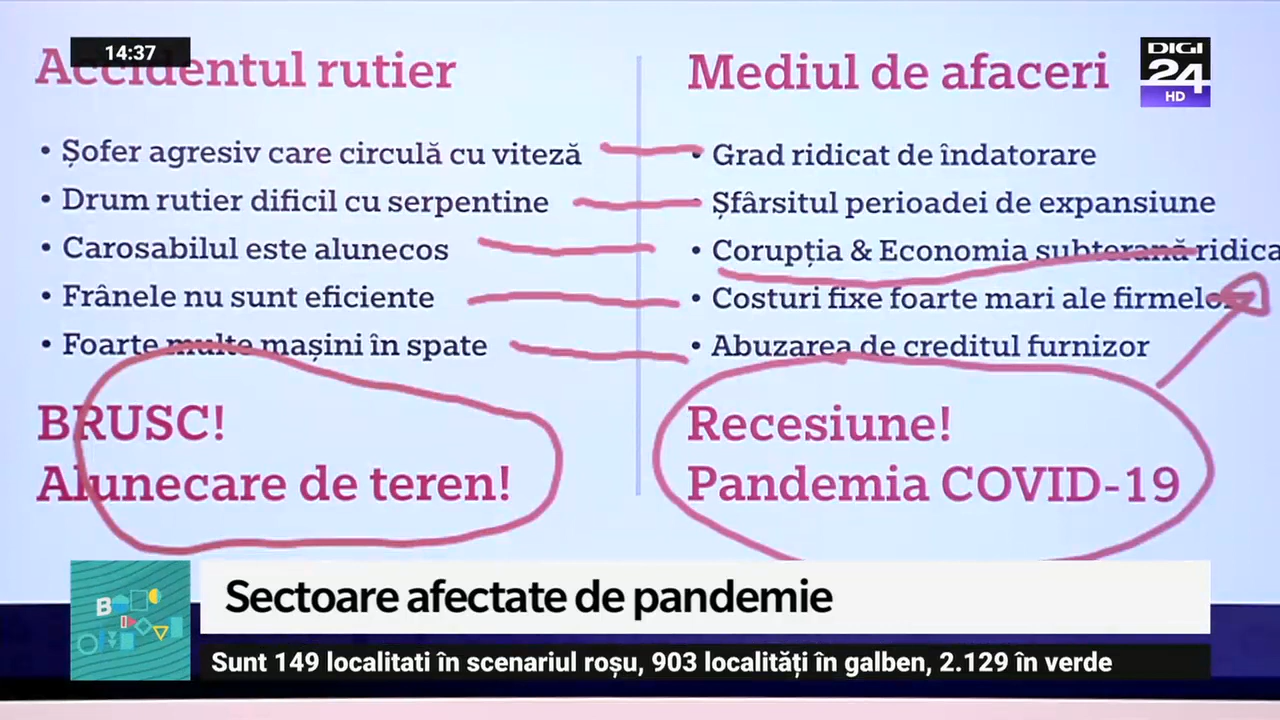 14:37
DIGI
24
HD
Accidentul rutier
• Șofer agresiv care circulă cu viteză
• Drum rutier dificil cu serpentine
• Carosabilul este alunecos
• Frânele nu sunt eficiente
• Foarte multe mașini în spate
BRUSC!
Alunecare de teren!
Mediul de afaceri
• Grad ridicat de îndatorare
• Șfârsitul perioadei de expansiune
• Corupția & Economia subterană ridica
• Costuri fixe foarte mari ale firmelor
• Abuzarea de creditul furnizor
Recesiune!
Pandemia COVID-19
B
Sectoare afectate de pandemie
Sunt 149 localitati în scenariul roșu, 903 localități în galben, 2.129 în verde